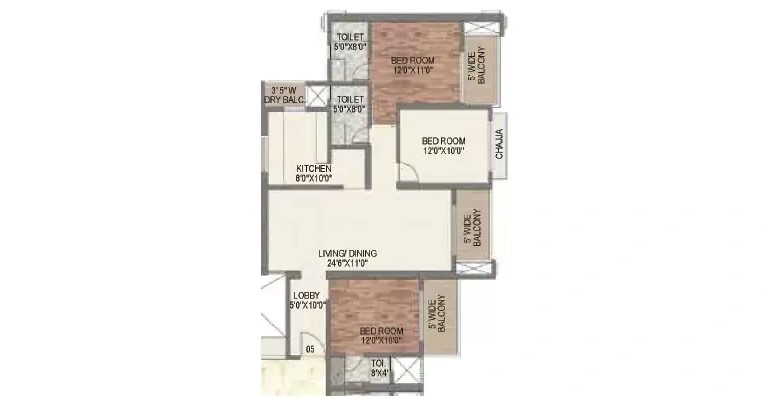 TOILET
5'0"X8'0"
BED ROOM
12'0"X11'0"
5' WIDE
BALCONY
3' 5" W
DRY BALC.
TOILET
5'0"X8'0"
BED ROOM
12'0"X10'0"
CHAJJA
KITCHEN
8'0"X10'0"
5' WIDE
BALCONY
LIVING/ DINING
24'6"X11'0"
LOBBY
5'0"X10'0"
5' WIDE
BALCONY
BED ROOM
12'0"X10'0"
05
TOI.
8'X4'